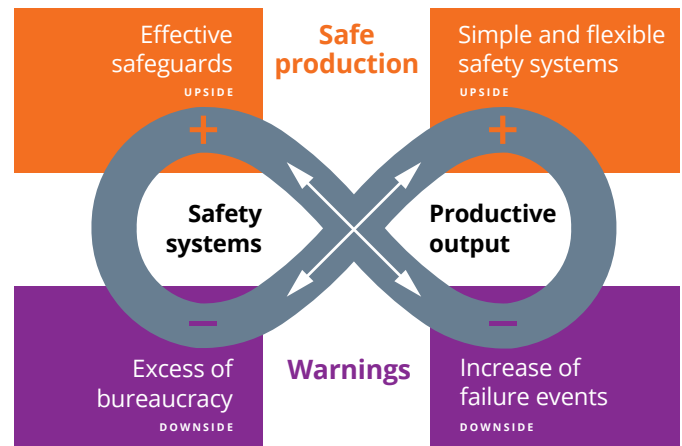 Effective
safeguards
UPSIDE
Safe
production
Simple and flexible
safety systems
UPSIDE
+
+
Safety
systems
Productive
output
–
–
Excess of
bureaucracy
DOWNSIDE
Warnings
Increase of
failure events
DOWNSIDE